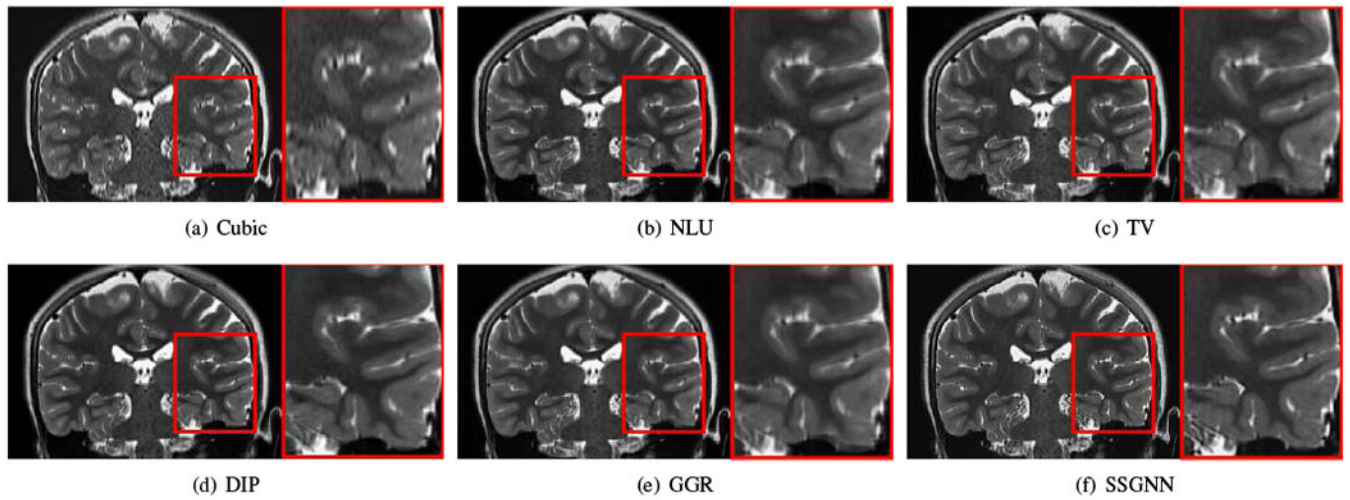 (a) Cubic
(b) NLU
(c) TV
(d) DIP
(e) GGR
(f) SSGNN